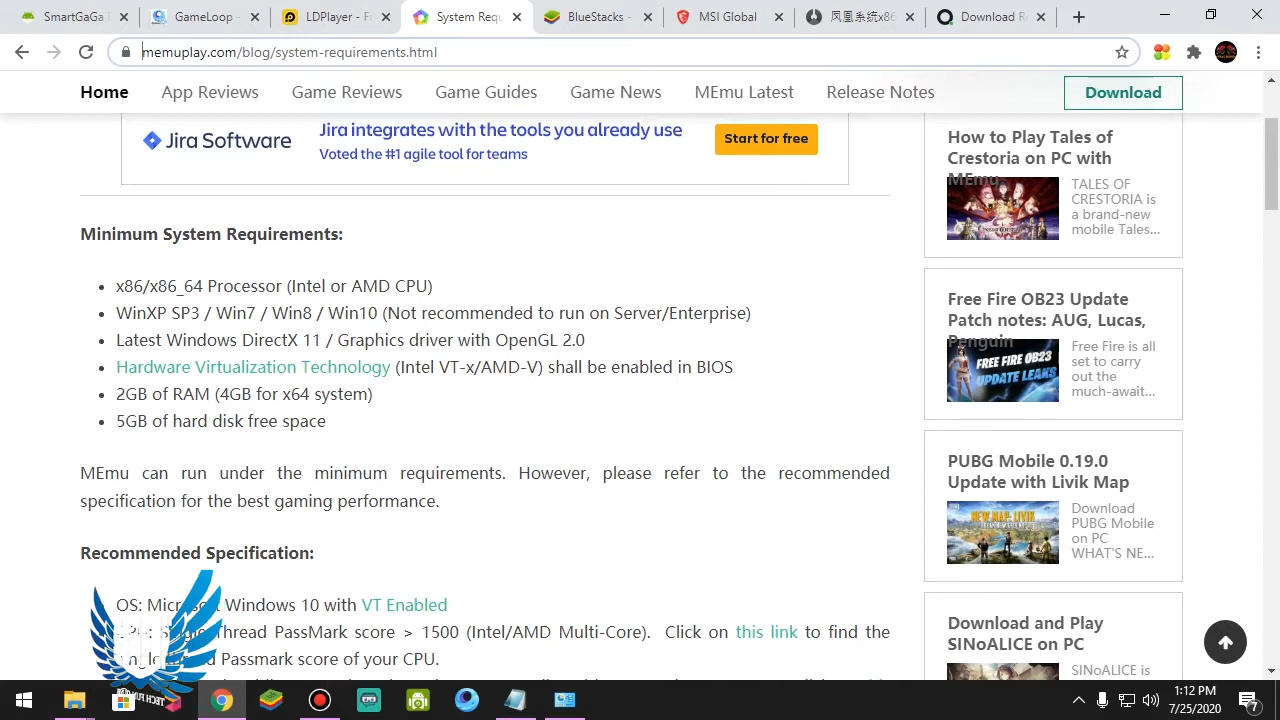 SmartGaGa
GameLoop -
LDPlayer - F
System Requ
BlueStacks -
MSI Global
凤凰系统x86
Download R
memuplay.com/blog/system-requirements.html
Home
App Reviews
Game Reviews
Game Guides
Game News
MEmu Latest
Release Notes
Download
Jira Software
Jira integrates with the tools you already use
Voted the #1 agile tool for teams
Start for free
Minimum System Requirements:
x86/x86_64 Processor (Intel or AMD CPU)
WinXP SP3 / Win7 / Win8 / Win10 (Not recommended to run on Server/Enterprise)
Latest Windows DirectX 11 / Graphics driver with OpenGL 2.0
Hardware Virtualization Technology (Intel VT-x/AMD-V) shall be enabled in BIOS
2GB of RAM (4GB for x64 system)
5GB of hard disk free space
MEmu can run under the minimum requirements. However, please refer to the recommended
specification for the best gaming performance.
Recommended Specification:
OS: Microsoft Windows 10 with VT Enabled
Thread PassMark score > 1500 (Intel/AMD Multi-Core). Click on this link to find the
Passmark score of your CPU.
How to Play Tales of
Crestoria on PC with
MEmu
TALES OF
CRESTORIA is
a brand-new
mobile Tales...
Free Fire OB23 Update
Patch notes: AUG, Lucas,
Penguin
FREE FIRE OB23
UPDATE LEAKS
Free Fire is all
set to carry
out the
much-await...
PUBG Mobile 0.19.0
Update with Livik Map
NEW MAP: LIVIK
Download
PUBG Mobile
on PC
WHAT'S NE...
Download and Play
SINoALICE on PC
SINoALICE is
TECH
1:12 PM
7/25/2020
7